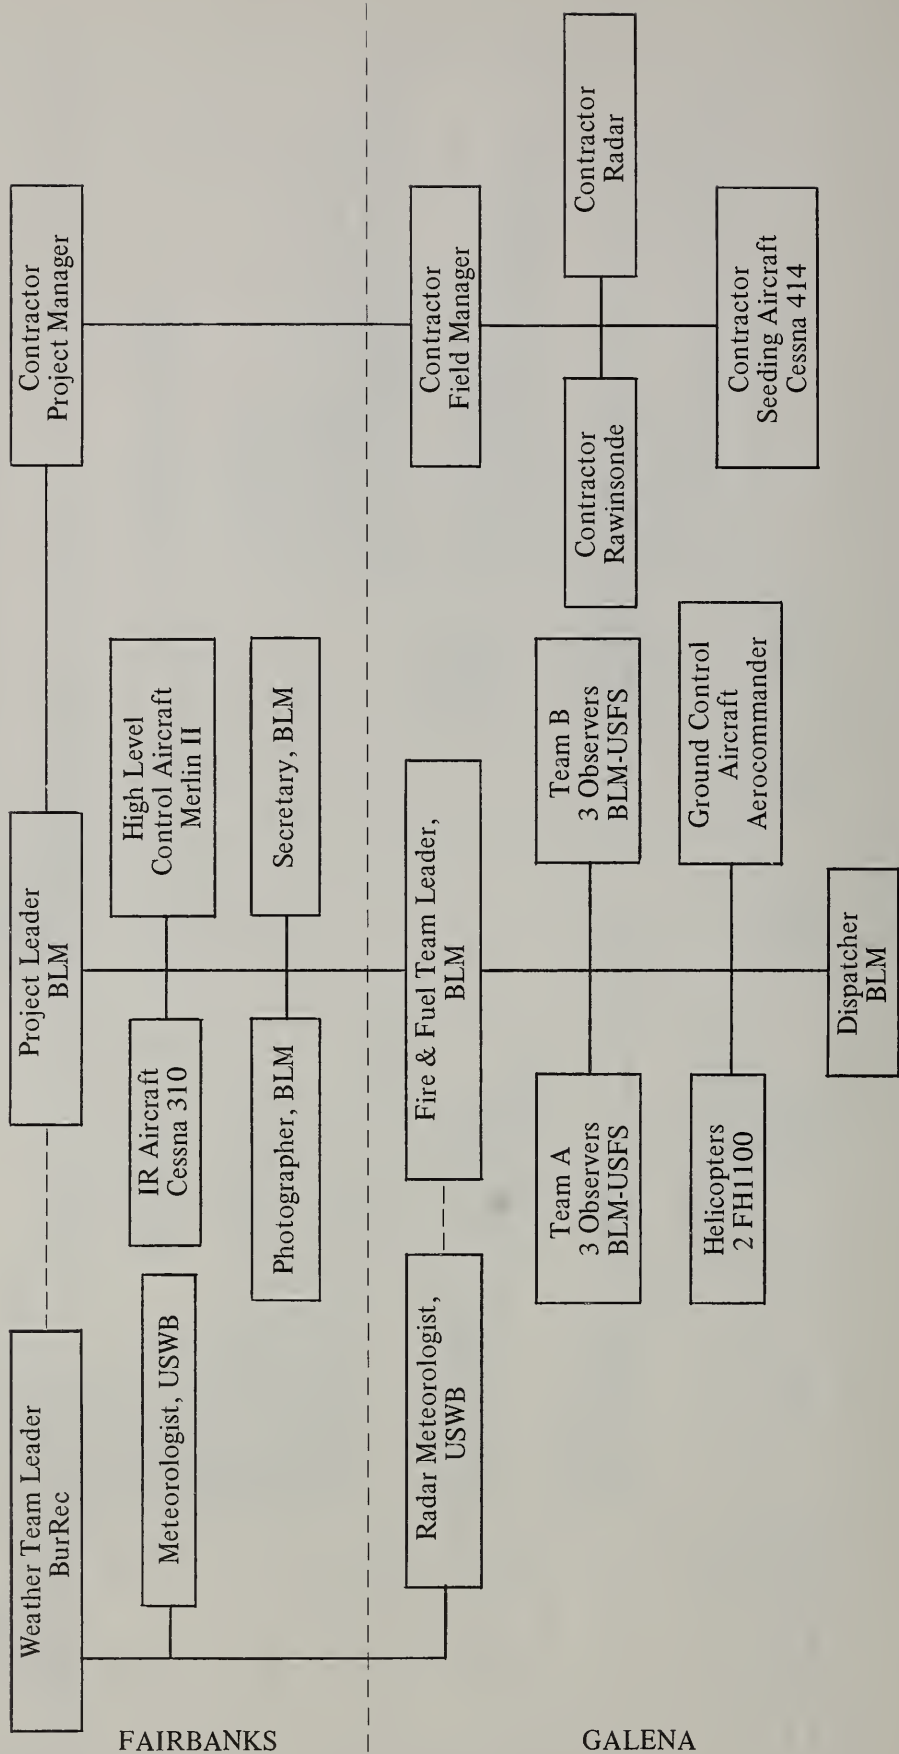 Weather Team Leader
BurRec
Project Leader
BLM
Contractor
Project Manager
Meteorologist, USWB
IR Aircraft
Cessna 310
High Level
Control Aircraft
Merlin II
Photographer, BLM
Secretary, BLM
FAIRBANKS
GALENA
Radar Meteorologist,
USWB
Fire & Fuel Team Leader,
BLM
Contractor
Field Manager
Team A
3 Observers
BLM-USFS
Team B
3 Observers
BLM-USFS
Contractor
Rawinsonde
Contractor
Radar
Helicopters
2 FH1100
Ground Control
Aircraft
Aerocommander
Contractor
Seeding Aircraft
Cessna 414
Dispatcher
BLM